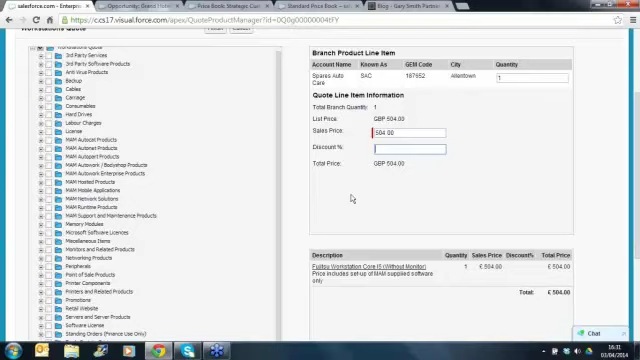 salesforce.com - Enterpr
Opportunity: Grand Hote
Price Book: Strategic Cus
Standard Price Book ~ s
Blog - Gary Smith Partner
https://c.cs17.visual.force.com/apex/QuoteProductManager?id=0Q0g00000004tFY
Workstations Quote
Workstations Quote
3rd Party Services
3rd Party Software Products
Anti Virus Products
Backup
Cables
Carriage
Consumables
Hard Drives
Labour Charges
License
MAM Autocat Products
MAM Autonet Products
MAM Autopart Products
MAM Autowork / Bodyshop Products
MAM Autowork Enterprise Products
MAM Hosted Products
MAM Mobile Applications
MAM Network Solutions
MAM Runtime Products
MAM Support and Maintenance Products
Memory Modules
Microsoft Software Licences
Miscellaneous Items
Monitors and Related Products
Networking Products
Peripherals
Point of Sale Products
Printer Components
Printers and Related Products
Promotions
Retail Website
Servers and Server Products
Software License
Standing Orders (Finance Use Only)
Branch Product Line Item
Account Name Known As GEM Code City Quantity
Spares Auto Care SAC 187652 Allentown 1
Quote Line Item Information
Total Branch Quantity: 1
List Price: GBP 504.00
Sales Price: 504.00
Discount %:
Total Price: GBP 504.00
Description Quantity Sales Price Discount% Total Price
Fujitsu Workstation Core I5 (Without Monitor) 1 £ 504.00 £ 504.00
Price includes set-up of MAM supplied software
only
Total: £ 504.00
Chat
16:31
03/04/2014